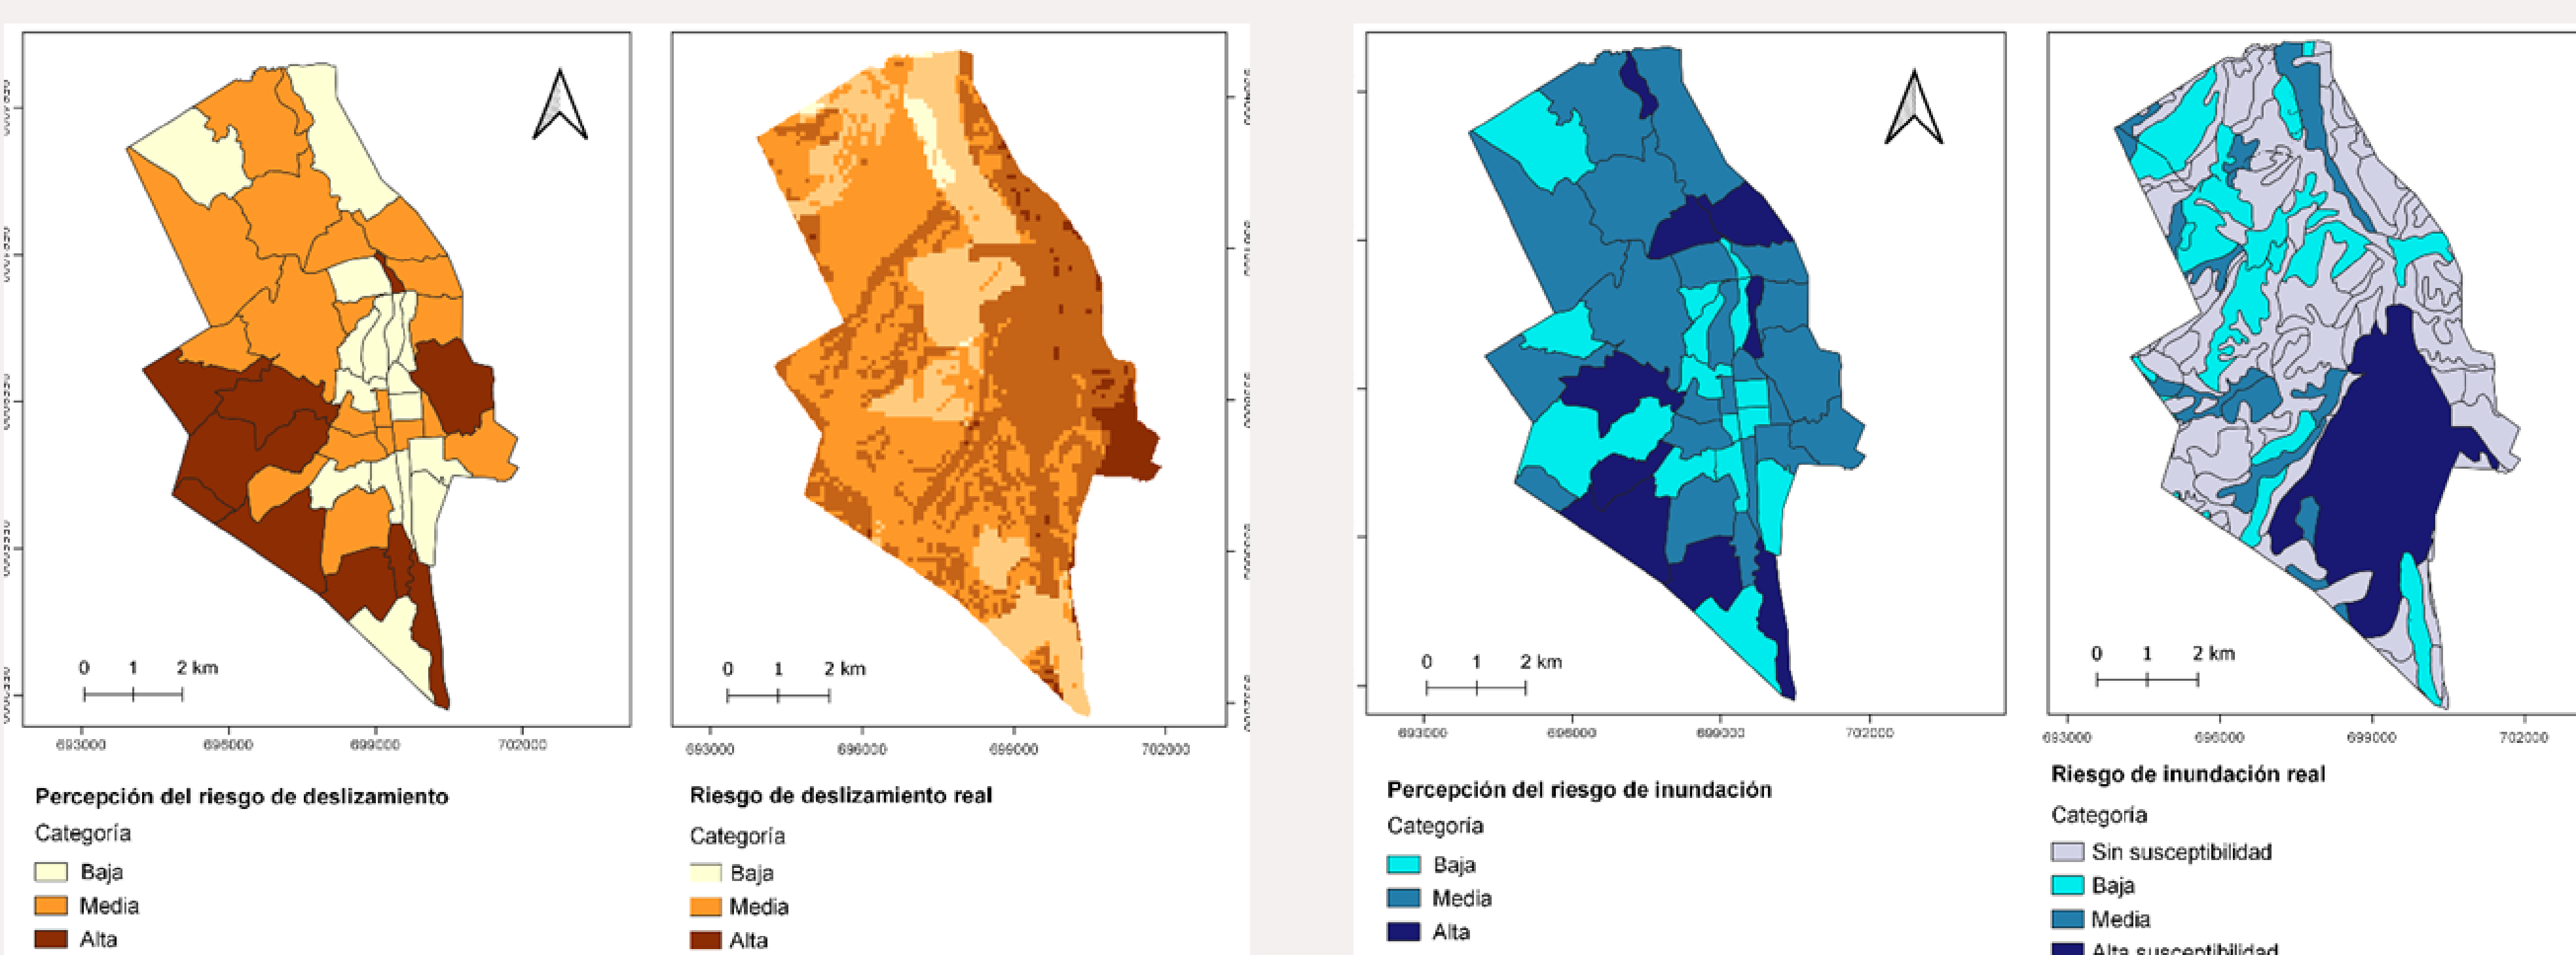 0 1 2 km
693000 696000 699000 702000
Percepción del riesgo de deslizamiento
Categoría
Baja
Media
Alta
0 1 2 km
693000 696000 699000 702000
Riesgo de deslizamiento real
Categoría
Baja
Media
Alta
0 1 2 km
693000 696000 699000 702000
Percepción del riesgo de inundación
Categoría
Baja
Media
Alta
0 1 2 km
693000 696000 699000 702000
Riesgo de inundación real
Categoría
Sin susceptibilidad
Baja
Media
Alta susceptibilidad